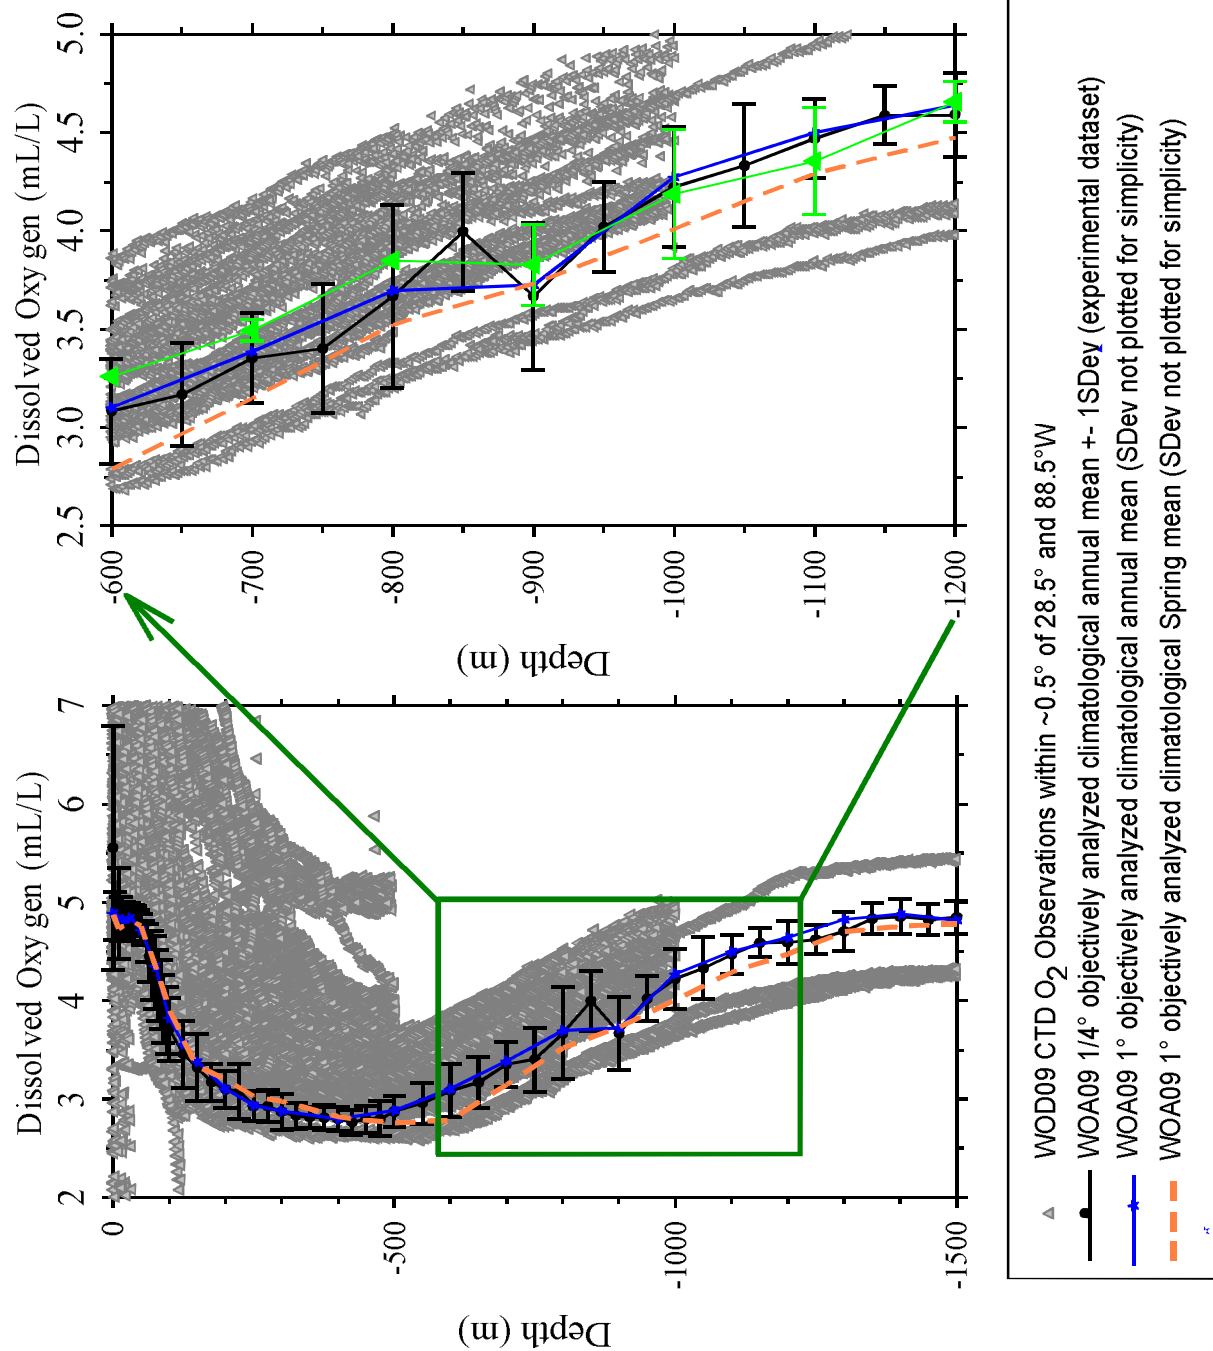 Dissolved Oxygen (mL/L)
2
3
4
5
6
7
0
-500
-1000
-1500
Depth (m)
Dissolved Oxygen (mL/L)
2.5
3.0
3.5
4.0
4.5
5.0
-600
-700
-800
-900
-1000
-1100
-1200
Depth (m)
WOD09 CTD O2 Observations within ~0.5° of 28.5° and 88.5°W
WOA09 1/4° objectively analyzed climatological annual mean +- 1SDev (experimental dataset)
WOA09 1° objectively analyzed climatological annual mean (SDev not plotted for simplicity)
WOA09 1° objectively analyzed climatological Spring mean (SDev not plotted for simplicity)